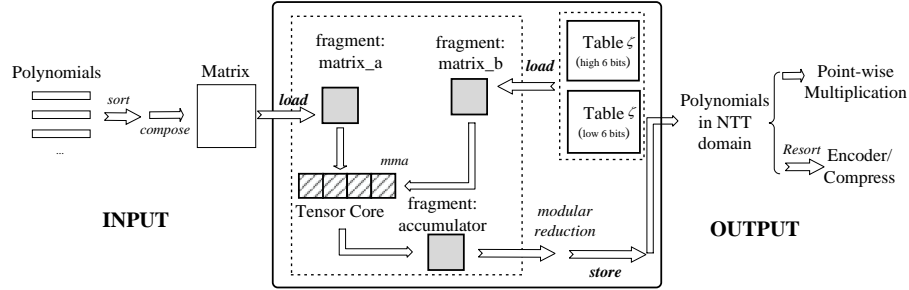 Polynomials
...
sort
compose
Matrix
load
INPUT
fragment:
matrix_a
fragment:
matrix_b
load
Table ζ
(high 6 bits)
Table ζ
(low 6 bits)
mma
Tensor Core
fragment:
accumulator
modular
reduction
store
Polynomials
in NTT
domain
Point-wise
Multiplication
Resort
Encoder/
Compress
OUTPUT